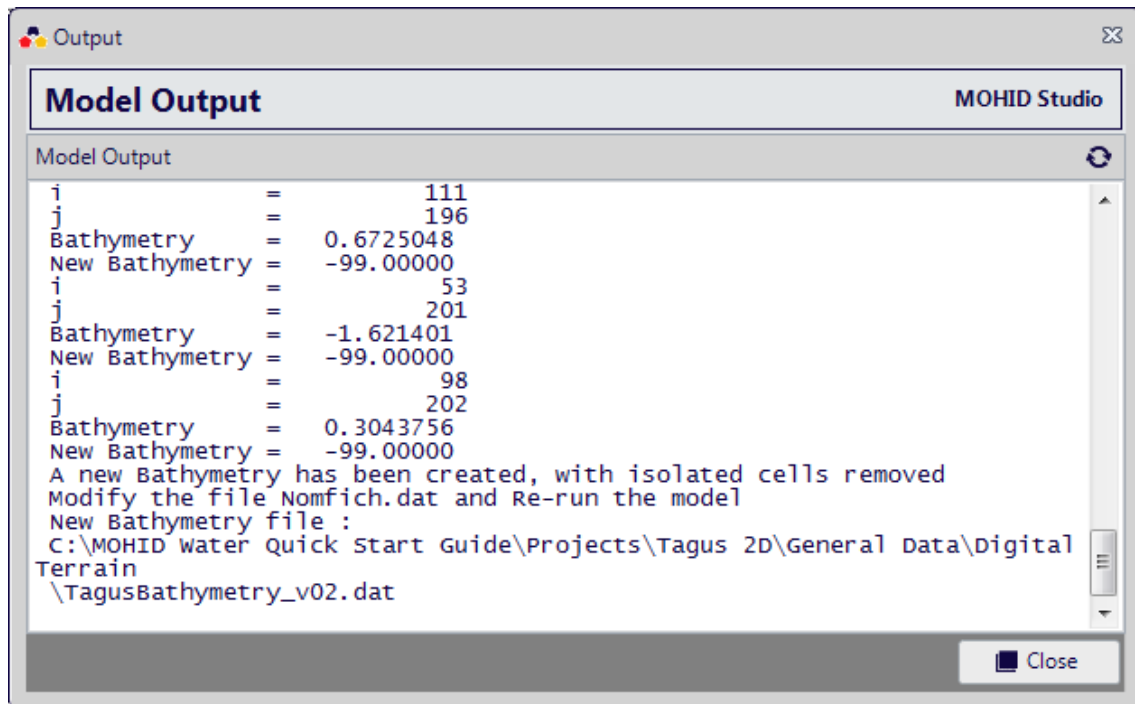 Output
Model Output MOHID Studio
Model Output
i = 111
j = 196
Bathymetry = 0.6725048
New Bathymetry = -99.00000
i = 53
j = 201
Bathymetry = -1.621401
New Bathymetry = -99.00000
i = 98
j = 202
Bathymetry = 0.3043756
New Bathymetry = -99.00000
A new Bathymetry has been created, with isolated cells removed
Modify the file Nomfich.dat and Re-run the model
New Bathymetry file :
C:\MOHID Water Quick Start Guide\Projects\Tagus 2D\General Data\Digital
Terrain
\TagusBathymetry_v02.dat
Close